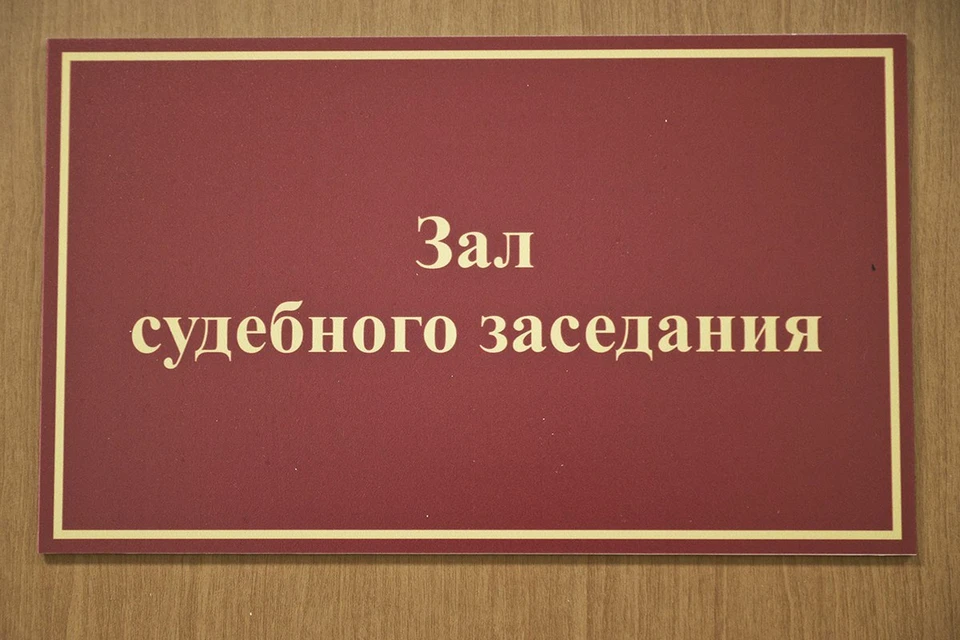 Зал
судебного заседания